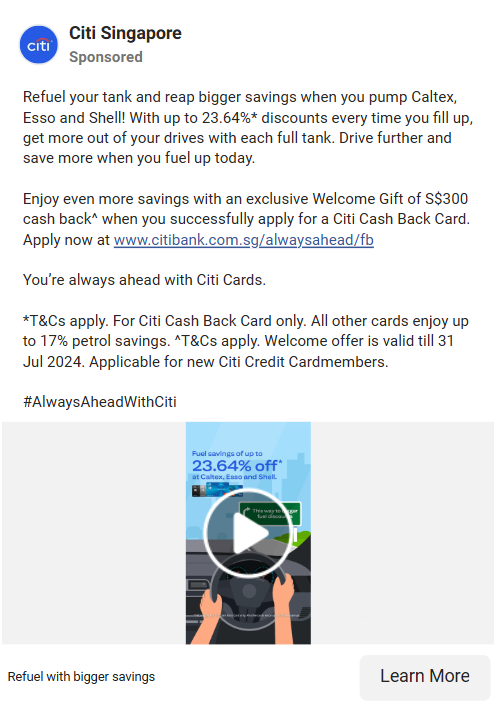 citi
Citi Singapore
Sponsored
Refuel your tank and reap bigger savings when you pump Caltex,
Esso and Shell! With up to 23.64%* discounts every time you fill up,
get more out of your drives with each full tank. Drive further and
save more when you fuel up today.
Enjoy even more savings with an exclusive Welcome Gift of S$300
cash back^ when you successfully apply for a Citi Cash Back Card.
Apply now at www.citibank.com.sg/alwaysahead/fb
You’re always ahead with Citi Cards.
*T&Cs apply. For Citi Cash Back Card only. All other cards enjoy up
to 17% petrol savings. ^T&Cs apply. Welcome offer is valid till 31
Jul 2024. Applicable for new Citi Credit Cardmembers.
#AlwaysAheadWithCiti
Fuel savings of up to
23.64% off*
at Caltex, Esso and Shell.
This way to bigger
fuel discounts
Refuel with bigger savings
Learn More